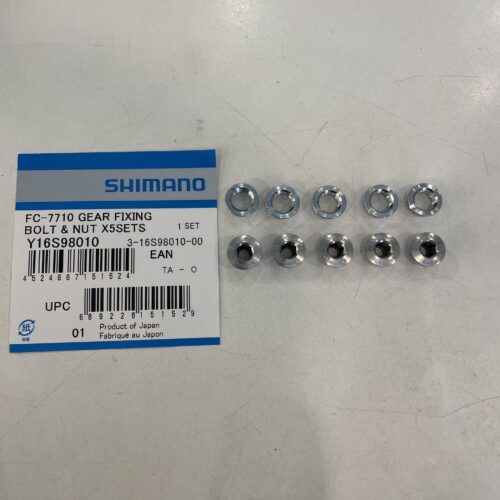 SHIMANO
FC-7710 GEAR FIXING
BOLT & NUT X5SETS 1 SET
Y16S98010 3-16S98010-00
EAN
4524667151524
TA - O
UPC
689228151529
01 Product of Japan
Fabriqué au Japon